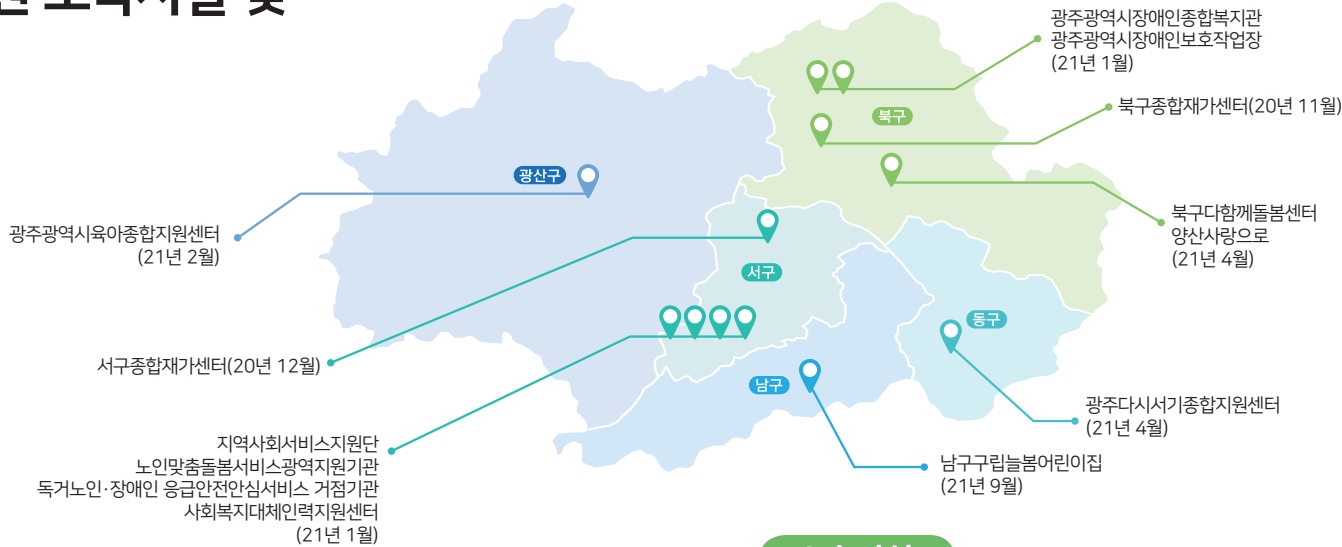 광주광역시장애인종합복지관
광주광역시장애인보호작업장
(21년 1월)
북구
북구종합재가센터(20년 11월)
광산구
북구다함께돌봄센터
양산사랑으로
(21년 4월)
광주광역시육아종합지원센터
(21년 2월)
서구
동구
서구종합재가센터(20년 12월)
남구
광주다시서기종합지원센터
(21년 4월)
지역사회서비스지원단
노인맞춤돌봄서비스광역지원기관
독거노인·장애인 응급안전안심서비스 거점기관
사회복지대체인력지원센터
(21년 1월)
남구구립늘봄어린이집
(21년 9월)